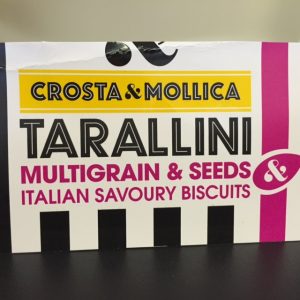 &
CROSTA & MOLLICA
TARALLINI
MULTIGRAIN & SEEDS
&
ITALIAN SAVOURY BISCUITS